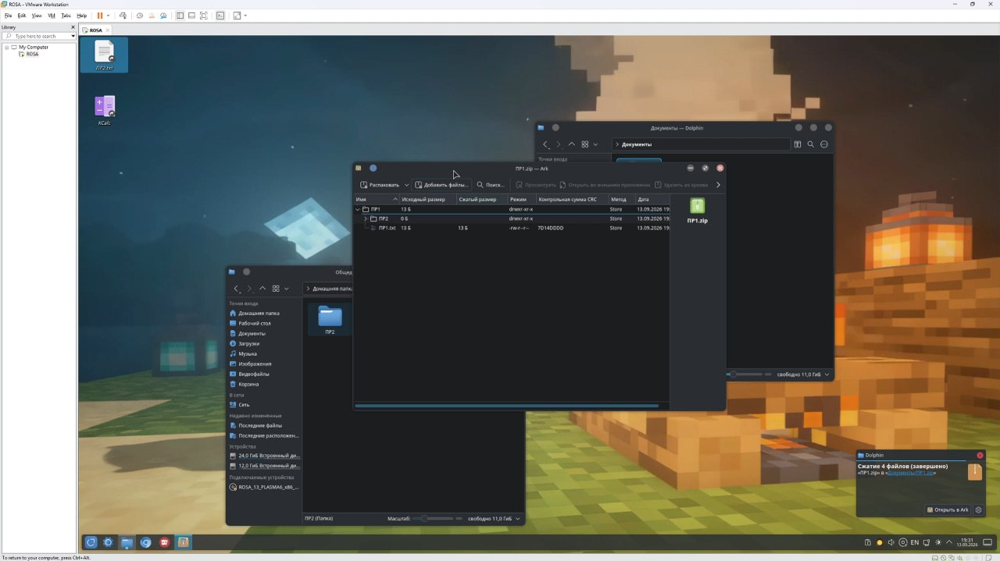 ROSA - VMware Workstation
File Edit View VM Tabs Help
Library
Type here to search
My Computer
ROSA
ROSA
ПР2.txt
KCalc
Документы — Dolphin
Документы
Точки входа
свободно 11,0 ГиБ
ПР1.zip — Ark
Распаковать Добавить файлы... Поиск... Просмотреть Открыть во внешнем приложении Удалить из архива
Имя Исходный размер Сжатый размер Режим Контрольная сумма CRC Метод Дата
ПР1 13 Б drwxr-xr-x Store 13.09.2026 19:
ПР2 0 Б drwxr-xr-x Store 13.09.2026 19:
ПР1.txt 13 Б 13 Б -rw-r--r-- 7D14DDDD Store 13.09.2026 19:
ПР1.zip
Общед
Домашняя папка
Точки входа
Домашняя папка
Рабочий стол
Документы
Загрузки
Музыка
Изображения
Видеофайлы
Корзина
В сети
Сеть
Недавно изменённые
Последние файлы
Последние расположен...
Устройства
24,0 ГиБ Встроенный ди...
12,0 ГиБ Встроенный ди...
Подключаемые устройства
ROSA_13_PLASMA6_x86_...
ПР2
ПР2 (Папка) Масштаб: свободно 11,0 ГиБ
Dolphin
Сжатие 4 файлов (завершено)
«ПР1.zip» в «Документы/ПР1.zip»
Открыть в Ark
EN
19:31
13.09.2026
To return to your computer, press Ctrl+Alt.